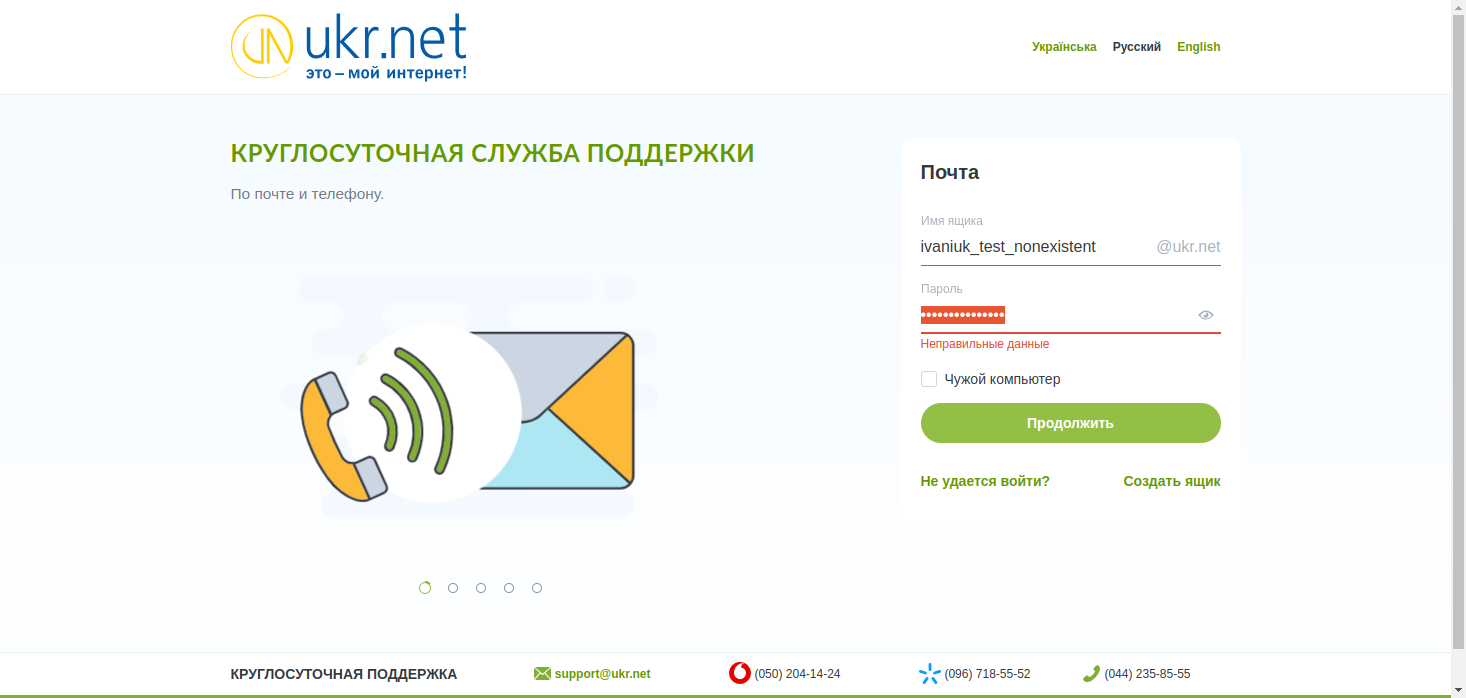 ukr.net
это – мой интернет!
Українська Русский English
КРУГЛОСУТОЧНАЯ СЛУЖБА ПОДДЕРЖКИ
По почте и телефону.
Почта
Имя ящика
ivaniuk_test_nonexistent @ukr.net
Пароль
•••••••••••••••
Неправильные данные
Чужой компьютер
Продолжить
Не удается войти? Создать ящик
КРУГЛОСУТОЧНАЯ ПОДДЕРЖКА support@ukr.net (050) 204-14-24 (096) 718-55-52 (044) 235-85-55